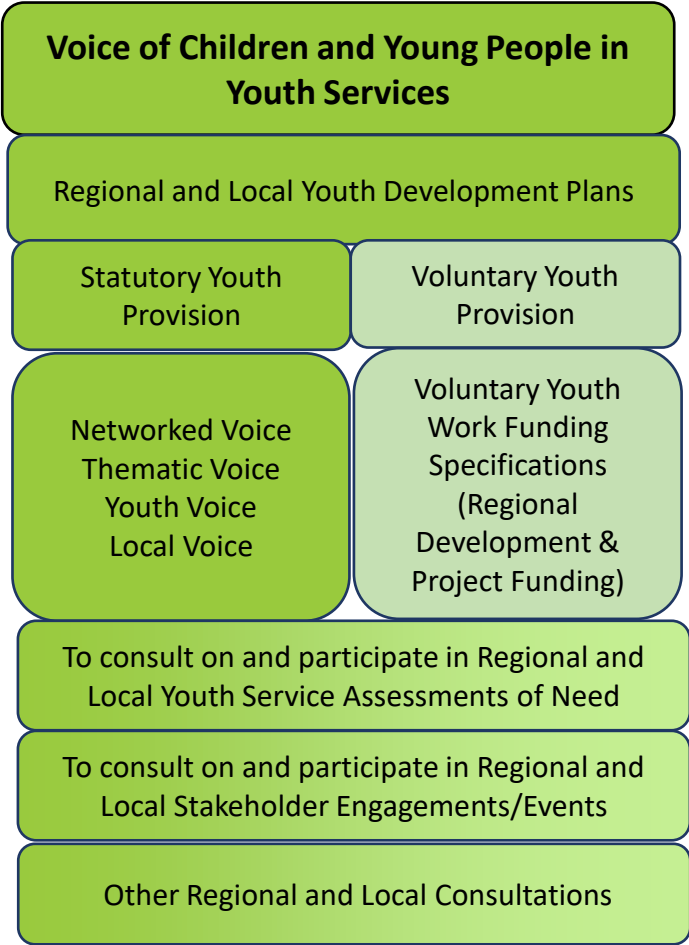 Voice of Children and Young People in
Youth Services
Regional and Local Youth Development Plans
Statutory Youth
Provision
Voluntary Youth
Provision
Networked Voice
Thematic Voice
Youth Voice
Local Voice
Voluntary Youth
Work Funding
Specifications
(Regional
Development &
Project Funding)
To consult on and participate in Regional and
Local Youth Service Assessments of Need
To consult on and participate in Regional and
Local Stakeholder Engagements/Events
Other Regional and Local Consultations